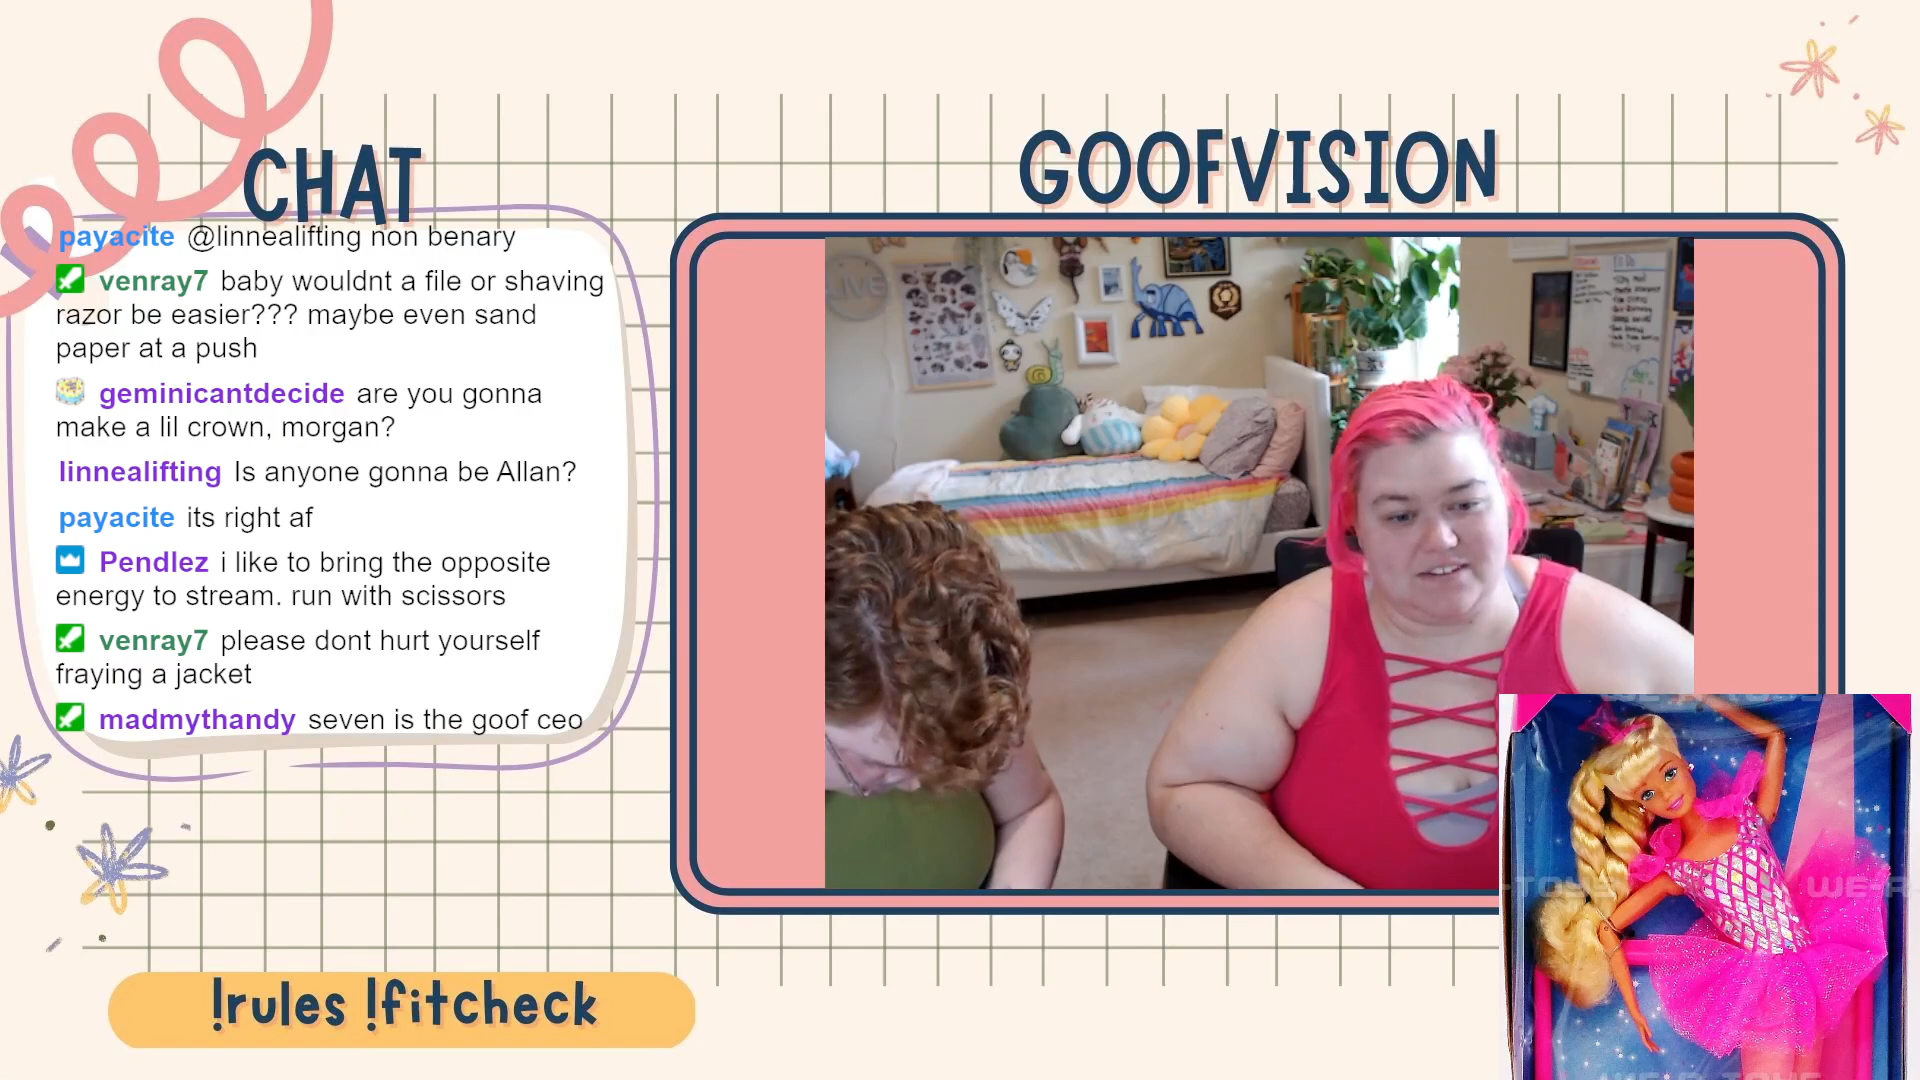 CHAT
GOOFVISION
payacite @linnealifting non benary
venray7 baby wouldnt a file or shaving
razor be easier??? maybe even sand
paper at a push
geminicantdecide are you gonna
make a lil crown, morgan?
linnealifting Is anyone gonna be Allan?
payacite its right af
Pendlez i like to bring the opposite
energy to stream. run with scissors
venray7 please dont hurt yourself
fraying a jacket
madmythandy seven is the goof ceo
!rules !fitcheck
LIVE
To Do